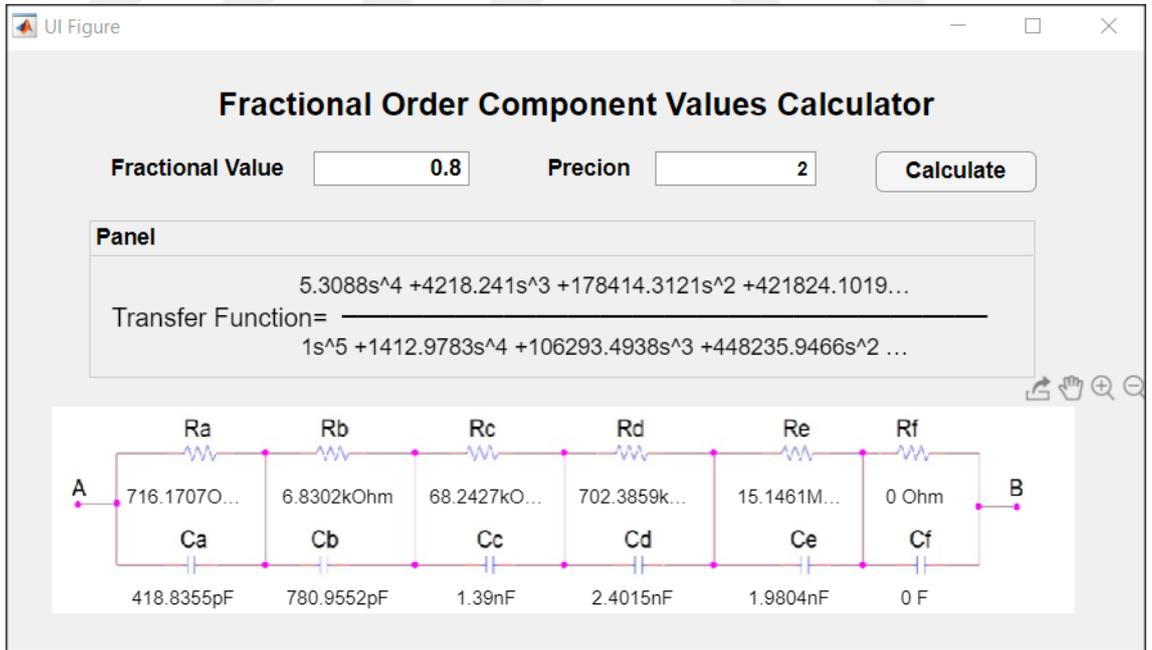 UI Figure
Fractional Order Component Values Calculator
Fractional Value 0.8 Precion 2 Calculate
Panel
5.3088s^4 +4218.241s^3 +178414.3121s^2 +421824.1019...
Transfer Function=
1s^5 +1412.9783s^4 +106293.4938s^3 +448235.9466s^2 ...
Ra Rb Rc Rd Re Rf
A 716.1707O... 6.8302kOhm 68.2427kO... 702.3859k... 15.1461M... 0 Ohm B
Ca Cb Cc Cd Ce Cf
418.8355pF 780.9552pF 1.39nF 2.4015nF 1.9804nF 0 F